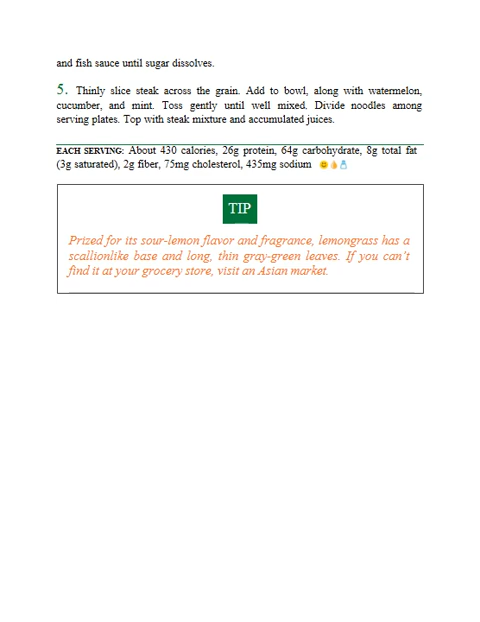 and fish sauce until sugar dissolves.
5. Thinly slice steak across the grain. Add to bowl, along with watermelon,
cucumber, and mint. Toss gently until well mixed. Divide noodles among
serving plates. Top with steak mixture and accumulated juices.
EACH SERVING: About 430 calories, 26g protein, 64g carbohydrate, 8g total fat
(3g saturated), 2g fiber, 75mg cholesterol, 435mg sodium
TIP
Prized for its sour-lemon flavor and fragrance, lemongrass has a
scallionlike base and long, thin gray-green leaves. If you can’t
find it at your grocery store, visit an Asian market.